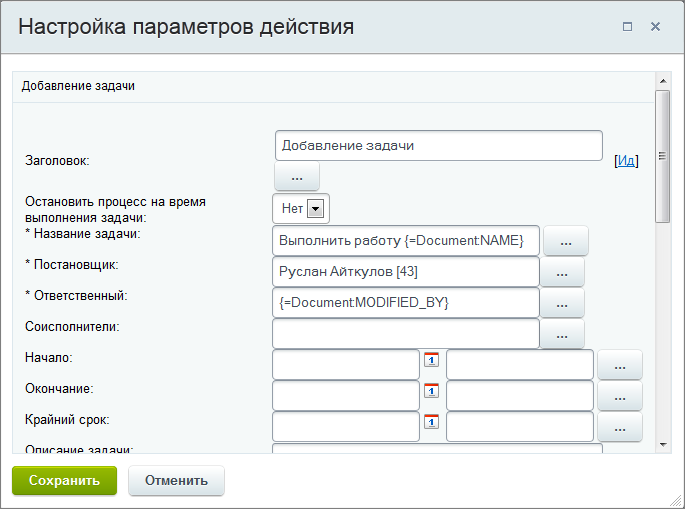 Настройка параметров действия
Добавление задачи
Заголовок: Добавление задачи [Ид]
...
Остановить процесс на время
выполнения задачи: Нет
* Название задачи: Выполнить работу {=Document:NAME} ...
* Постановщик: Руслан Айткулов [43] ...
* Ответственный: {=Document:MODIFIED_BY} ...
Соисполнители: ...
Начало: 1 ...
Окончание: 1 ...
Крайний срок: 1 ...
Описание задачи:
Сохранить Отменить